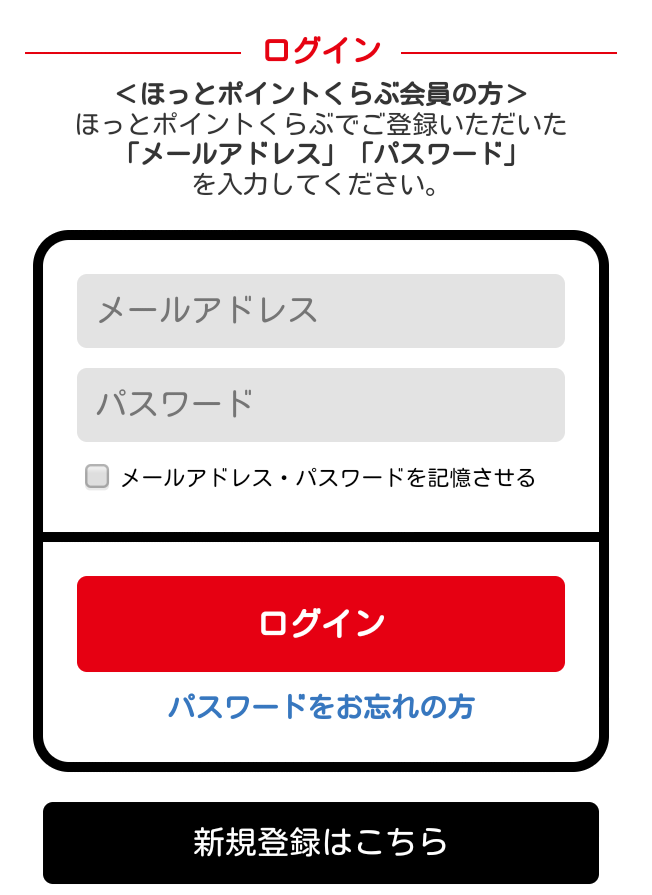 ログイン
＜ほっとポイントくらぶ会員の方＞
ほっとポイントくらぶでご登録いただいた
「メールアドレス」「パスワード」
を入力してください。
メールアドレス
パスワード
メールアドレス・パスワードを記憶させる
ログイン
パスワードをお忘れの方
新規登録はこちら